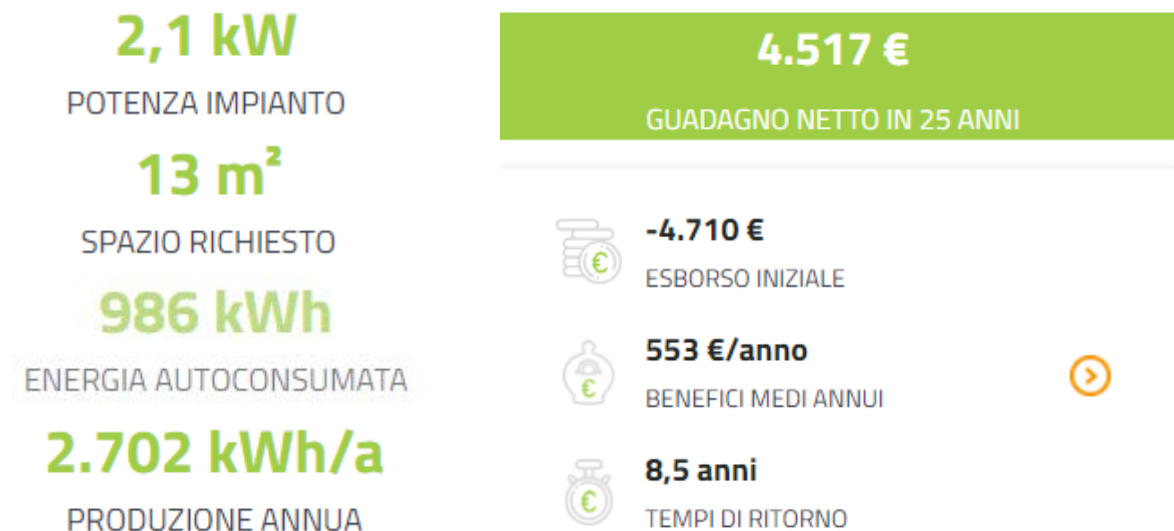 2,1 kW
POTENZA IMPIANTO
13 m²
SPAZIO RICHIESTO
986 kWh
ENERGIA AUTOCONSUMATA
2.702 kWh/a
PRODUZIONE ANNUA
4.517 €
GUADAGNO NETTO IN 25 ANNI
-4.710 €
ESBORSO INIZIALE
553 €/anno
BENEFICI MEDI ANNUI
8,5 anni
TEMPI DI RITORNO